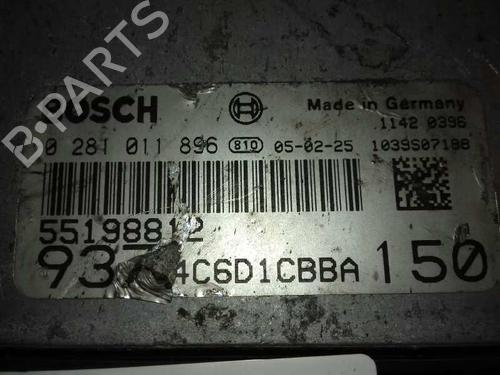 B-PARTS
BOSCH
Made in Germany
0 281 011 896 810 05-02-25
1142 0396
1039S07188
55198812
4C6D1CBBA 150